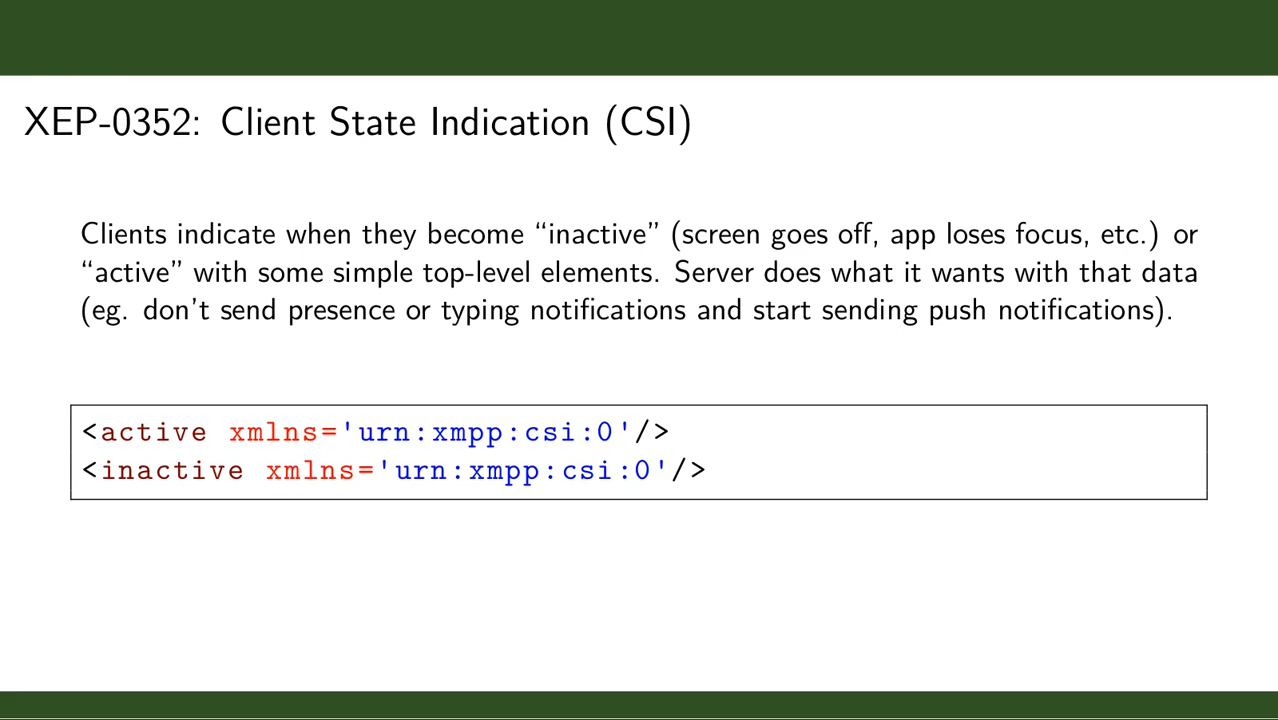 XEP-0352: Client State Indication (CSI)
Clients indicate when they become “inactive” (screen goes off, app loses focus, etc.) or
“active” with some simple top-level elements. Server does what it wants with that data
(eg. don’t send presence or typing notifications and start sending push notifications).
<active xmlns='urn:xmpp:csi:0'/>
<inactive xmlns='urn:xmpp:csi:0'/>